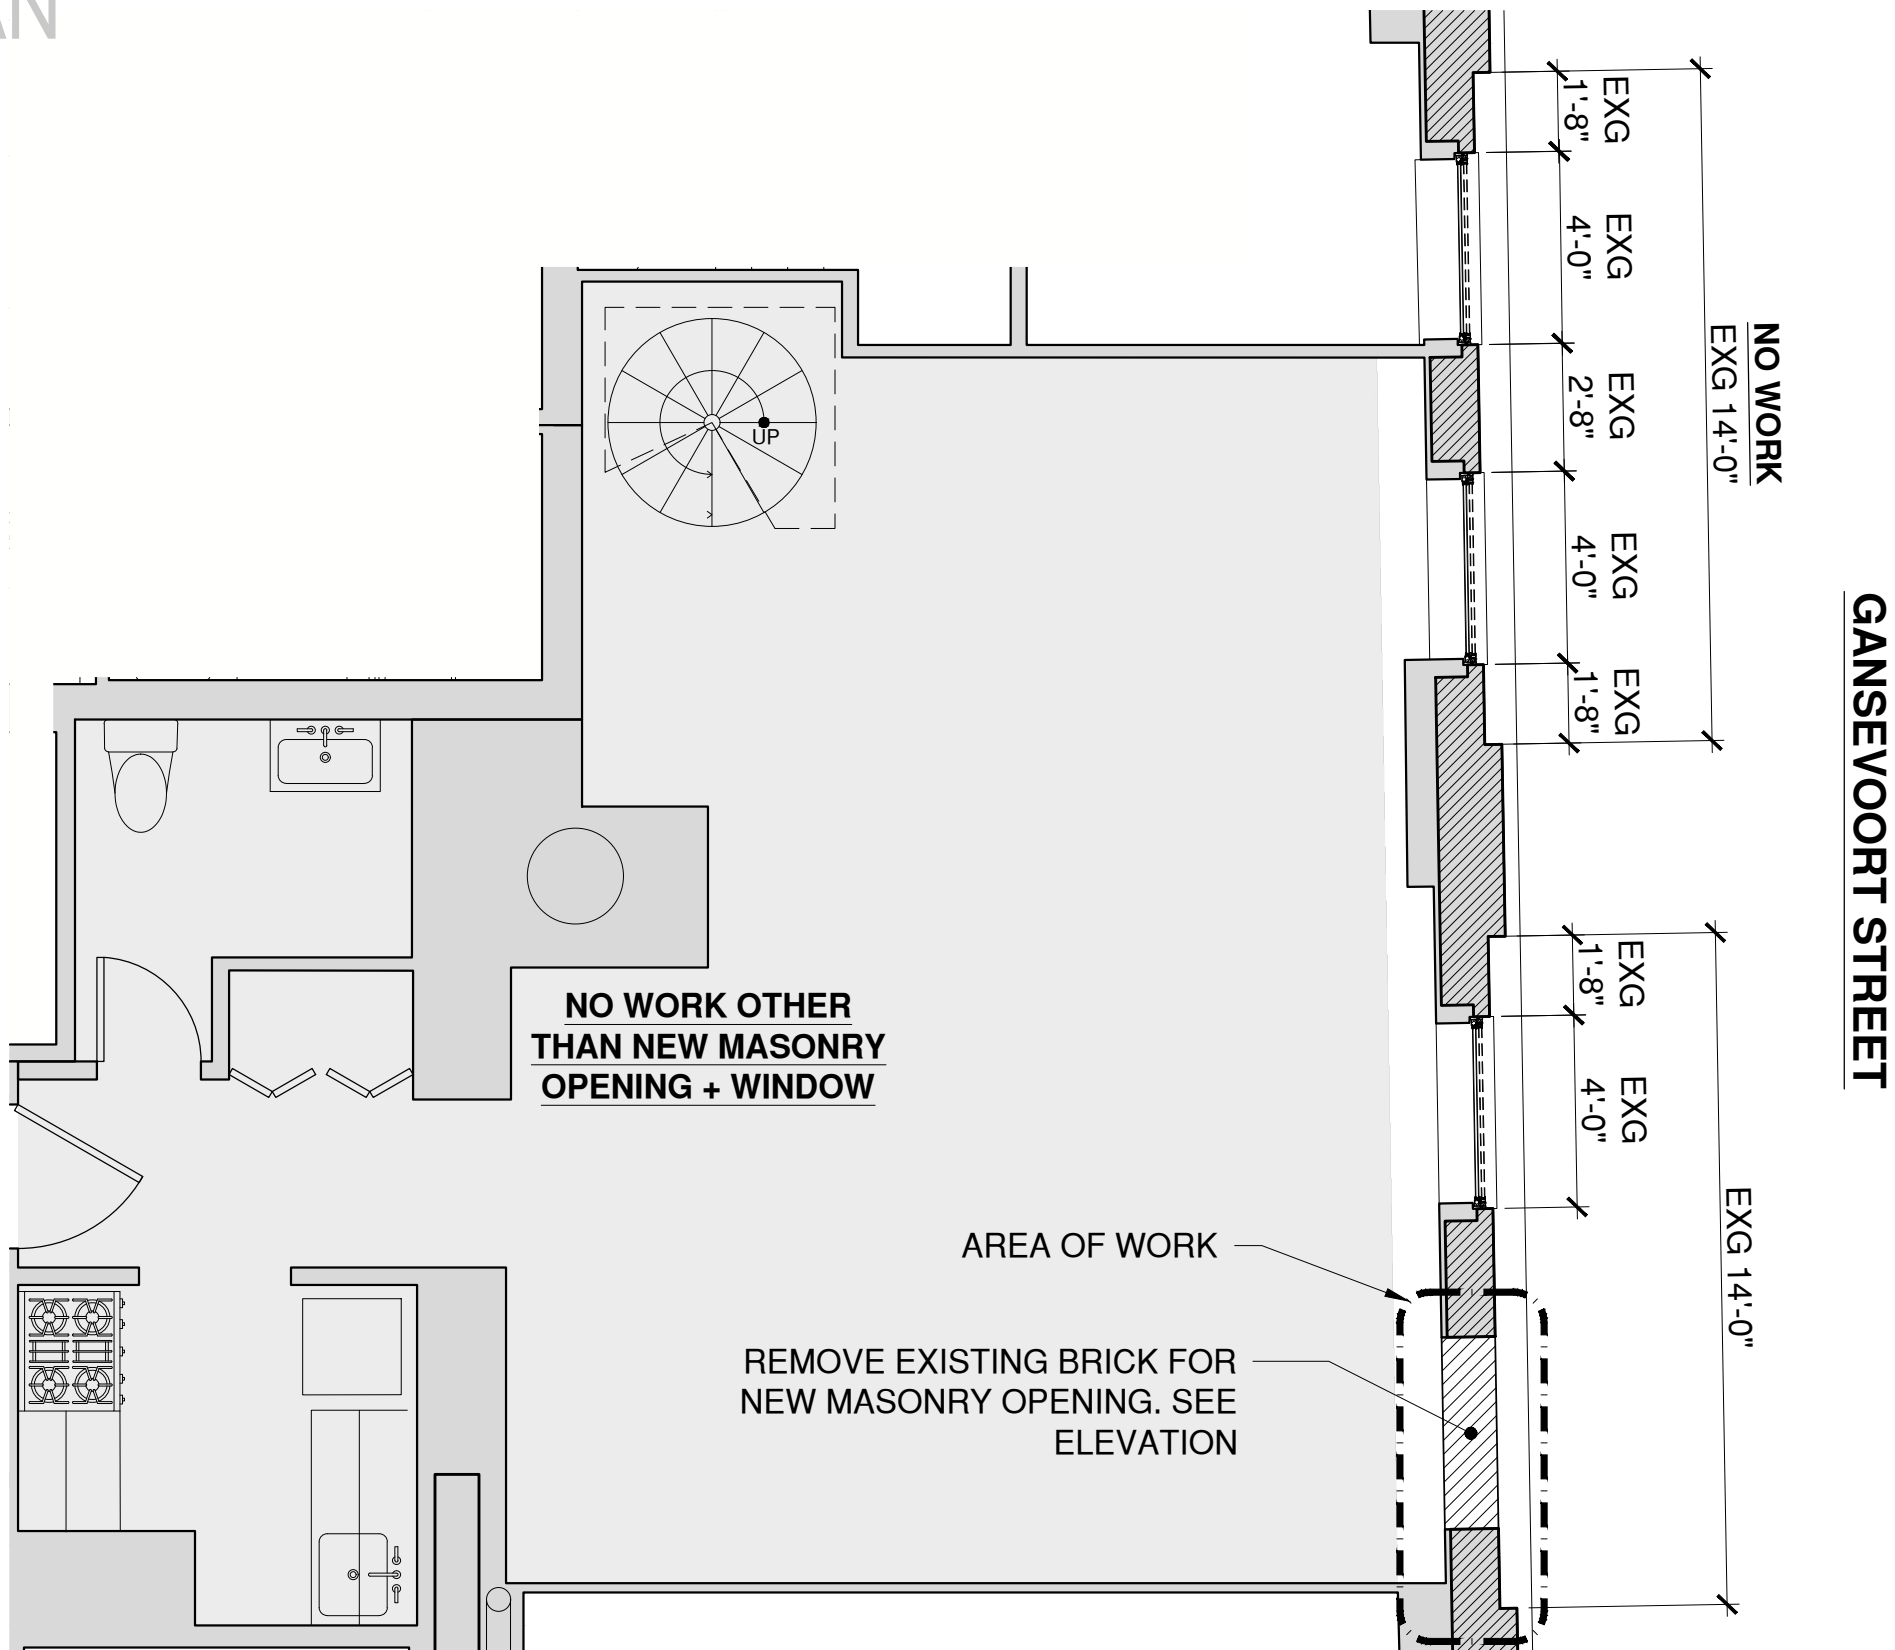 AN
EXG
1'-8"
EXG
4'-0"
EXG
2'-8"
EXG
4'-0"
EXG
1'-8"
NO WORK
EXG 14'-0"
GANSEVOORT STREET
UP
EXG
1'-8"
EXG
4'-0"
EXG 14'-0"
NO WORK OTHER
THAN NEW MASONRY
OPENING + WINDOW
AREA OF WORK
REMOVE EXISTING BRICK FOR
NEW MASONRY OPENING. SEE
ELEVATION